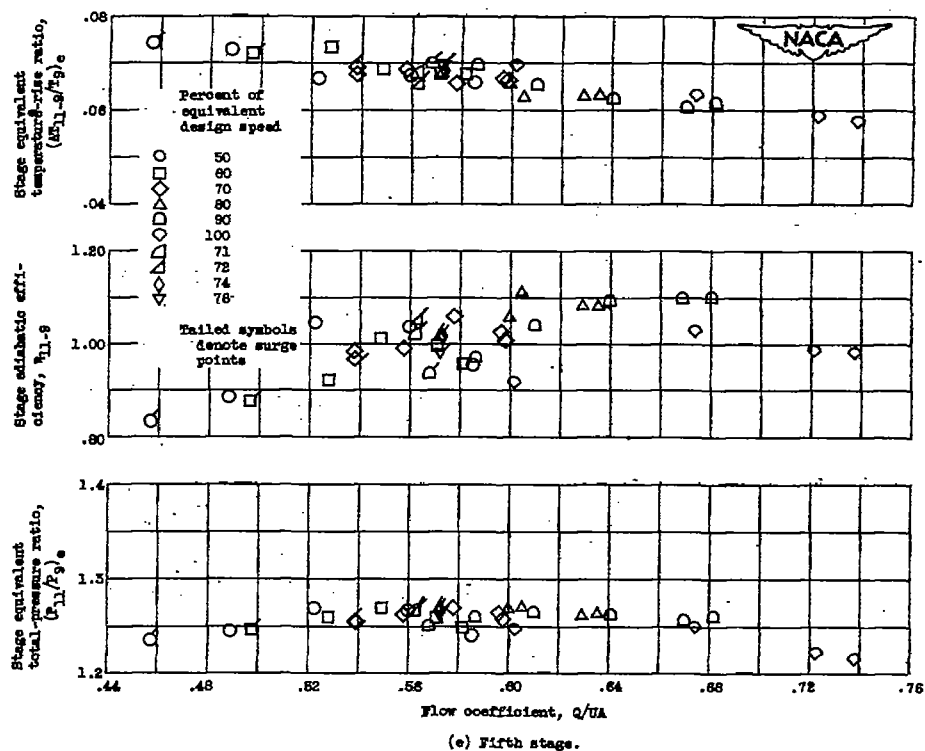 Stage equivalent
temperature-rise ratio,
(ΔT11-9/T9)e
.08
.06
.04
NACA
Percent of
equivalent
design speed
50
60
70
80
90
100
71
72
74
78
Tailed symbols
denote surge
points
Stage adiabatic effi-
ciency, η11-9
1.20
1.00
.80
Stage equivalent
total-pressure ratio,
(P11/P9)e
1.4
1.3
1.2
.44
.48
.52
.56
.60
.64
.68
.72
.76
Flow coefficient, Q/UA
(e) Fifth stage.